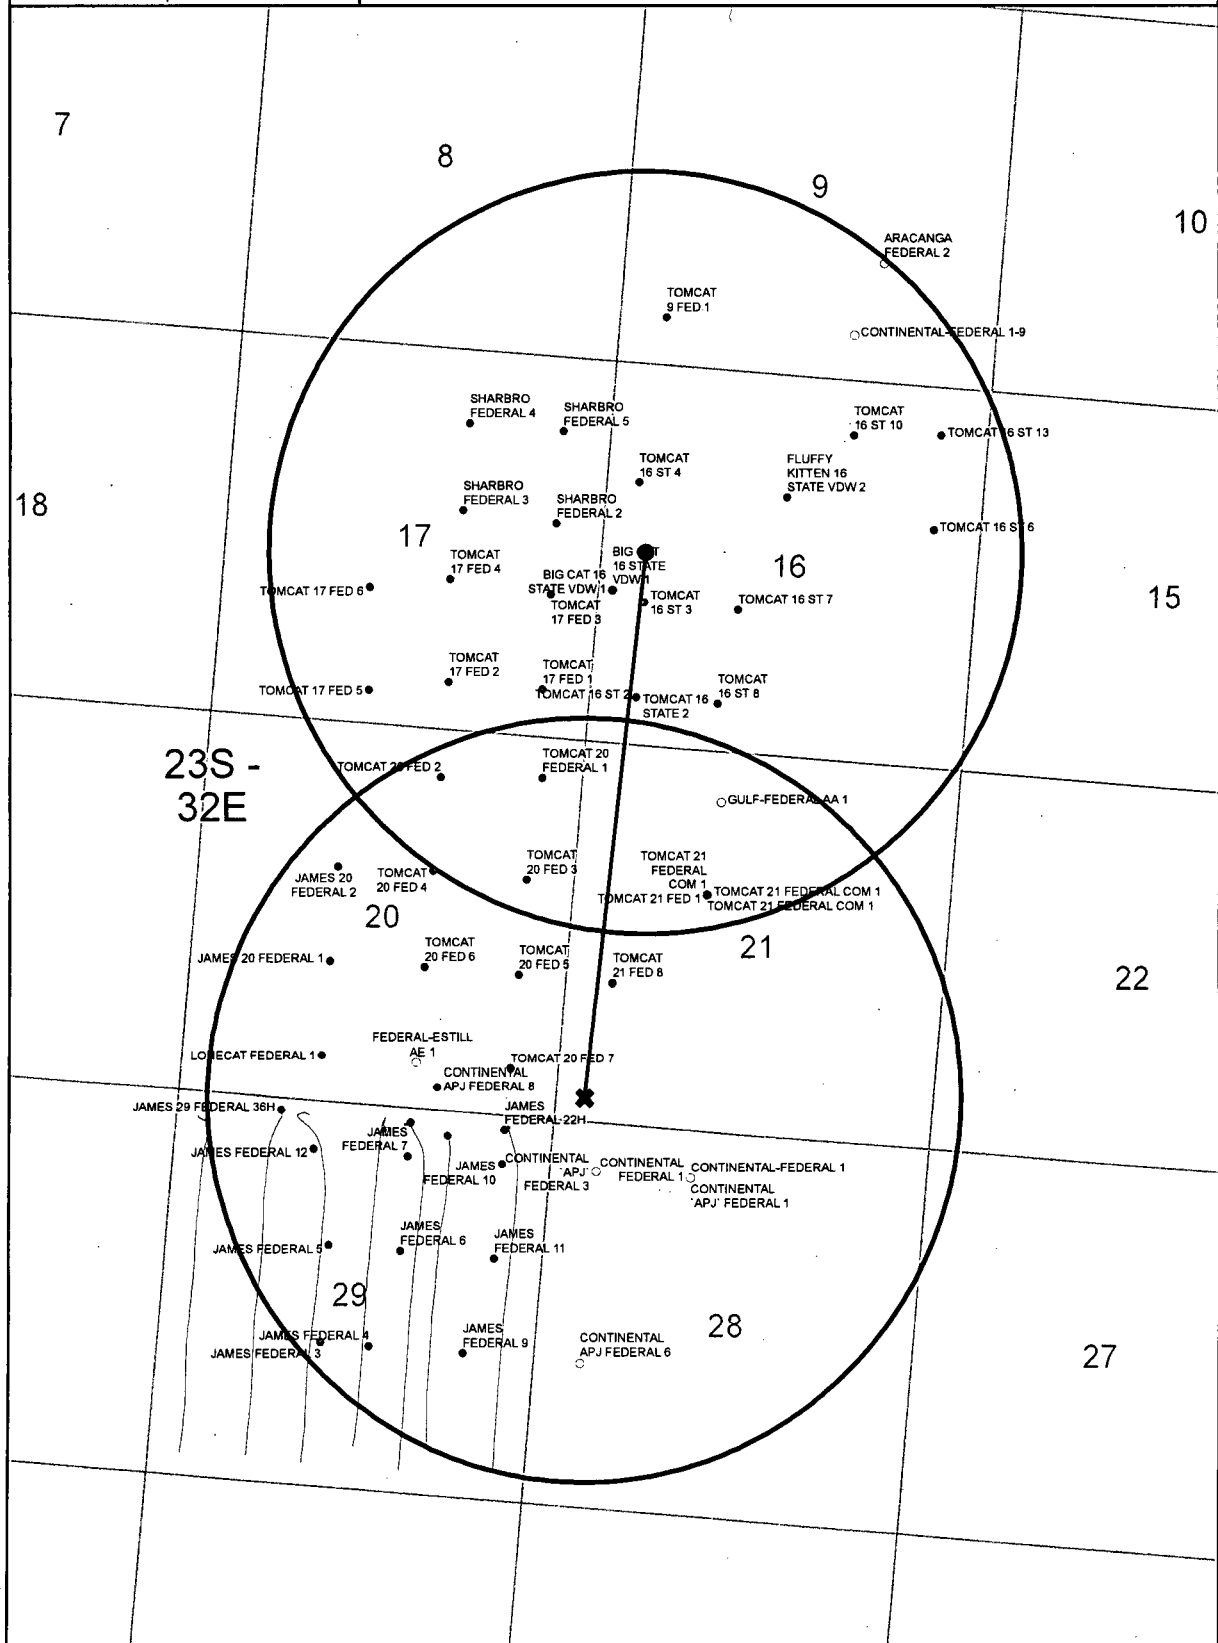 7
8
9
10
ARACANGA
FEDERAL 2
TOMCAT
9 FED 1
CONTINENTAL-FEDERAL 1-9
SHARBRO
FEDERAL 4
SHARBRO
FEDERAL 5
TOMCAT
16 ST 10
TOMCAT 16 ST 13
TOMCAT
16 ST 4
FLUFFY
KITTEN 16
STATE VDW 2
18
SHARBRO
FEDERAL 3
SHARBRO
FEDERAL 2
17
TOMCAT 16 ST 6
TOMCAT
17 FED 4
BIG CAT
16 STATE
VDW 1
16
BIG CAT 16
STATE VDW 1
TOMCAT 17 FED 6
TOMCAT
17 FED 3
TOMCAT
16 ST 3
TOMCAT 16 ST 7
15
TOMCAT
17 FED 2
TOMCAT
17 FED 1
TOMCAT 17 FED 5
TOMCAT 16 ST 2
TOMCAT 16
STATE 2
TOMCAT
16 ST 8
23S -
32E
TOMCAT 20 FED 2
TOMCAT 20
FEDERAL 1
GULF-FEDERAL AA 1
JAMES 20
FEDERAL 2
TOMCAT
20 FED 4
TOMCAT
20 FED 3
TOMCAT 21
FEDERAL
COM 1
TOMCAT 21 FED 1
TOMCAT 21 FEDERAL COM 1
TOMCAT 21 FEDERAL COM 1
20
21
22
JAMES 20 FEDERAL 1
TOMCAT
20 FED 6
TOMCAT
20 FED 5
TOMCAT
21 FED 8
FEDERAL-ESTILL
AE 1
LONECAT FEDERAL 1
TOMCAT 20 FED 7
CONTINENTAL
APJ FEDERAL 8
JAMES 29 FEDERAL 36H
JAMES
FEDERAL 22H
JAMES
FEDERAL 7
JAMES FEDERAL 12
JAMES
FEDERAL 10
CONTINENTAL
'APJ'
FEDERAL 3
CONTINENTAL
FEDERAL 1
CONTINENTAL-FEDERAL 1
CONTINENTAL
'APJ' FEDERAL 1
JAMES FEDERAL 5
JAMES
FEDERAL 6
JAMES
FEDERAL 11
29
28
27
JAMES FEDERAL 4
JAMES FEDERAL 3
JAMES
FEDERAL 9
CONTINENTAL
APJ FEDERAL 6